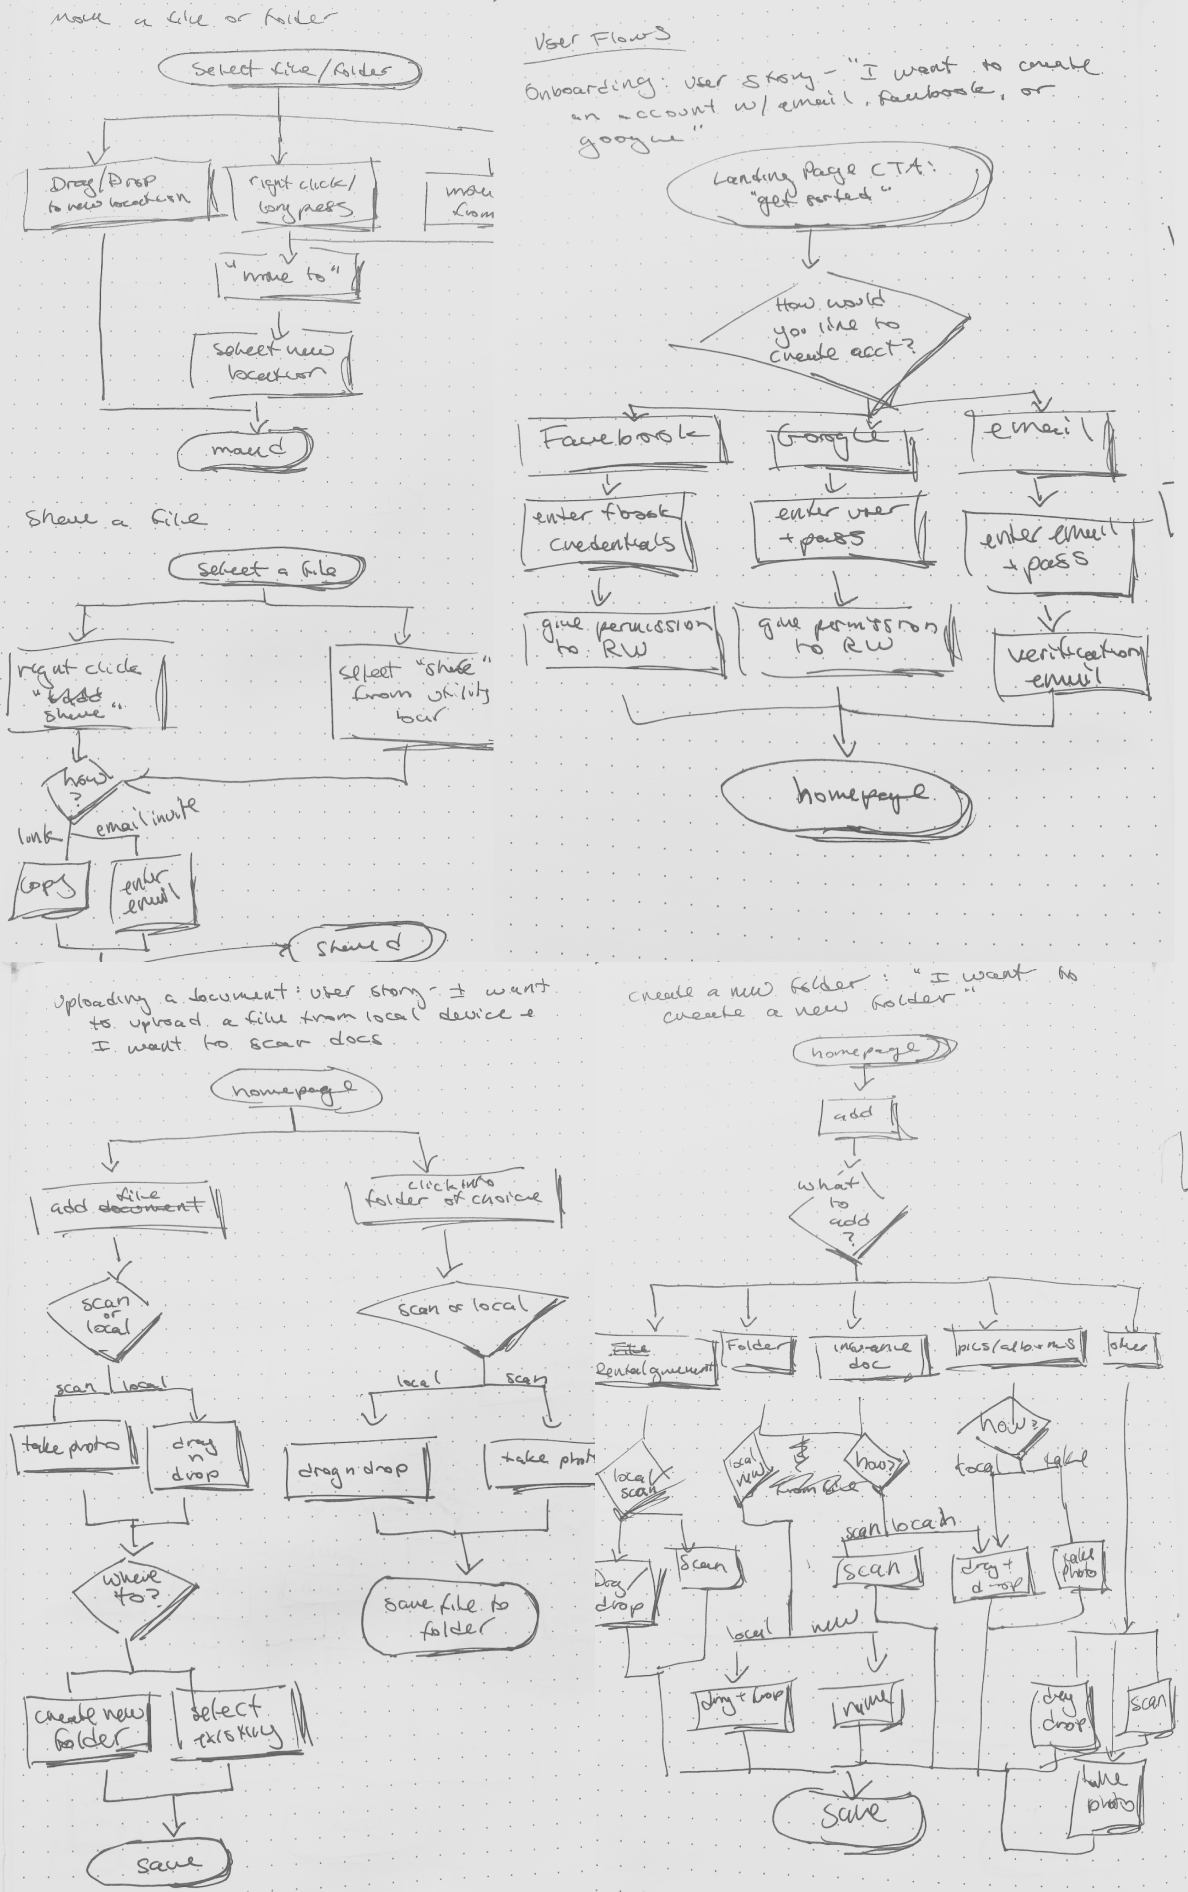 Move a file or folder
Select file/folder
Drag/Drop
to new location
right click/
long press
move
from
"move to"
select new
location
moved
Share a file
select a file
right click
"add
share"
select "share"
from utility
bar
how
?
link
email invite
copy
enter
email
shared
User Flows
Onboarding: user story - "I want to create
an account w/ email, facebook, or
google"
Landing Page CTA:
"get sorted"
How would
you like to
create acct?
Facebook
Google
email
enter fbook
credentials
enter user
+ pass
enter email
+ pass
give permission
to RW
give permission
to RW
verification
email
homepage
Uploading a document: user story - I want
to upload a file from local device +
I want to scan docs
homepage
file
add document
click into
folder of choice
scan
or
local
scan or local
scan
local
local
scan
take photo
drag
n
drop
drag n drop
take phot
where
to?
save file to
folder
create new
folder
select
existing
save
create a new folder: "I want to
create a new folder"
homepage
add
what
to
add
?
File
Rental agreement
Folder
insurance
doc
pics/albums
other
local
scan
local
new
from file
how?
how?
local
take
scan
local
Drag/
drop
scan
scan
drag +
drop
take
photo
local
new
drag + drop
name
drag
drop
scan
take
photo
save